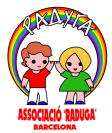 РАДУГА
ASSOCIACIÓ "RADUGA"
BARCELONA